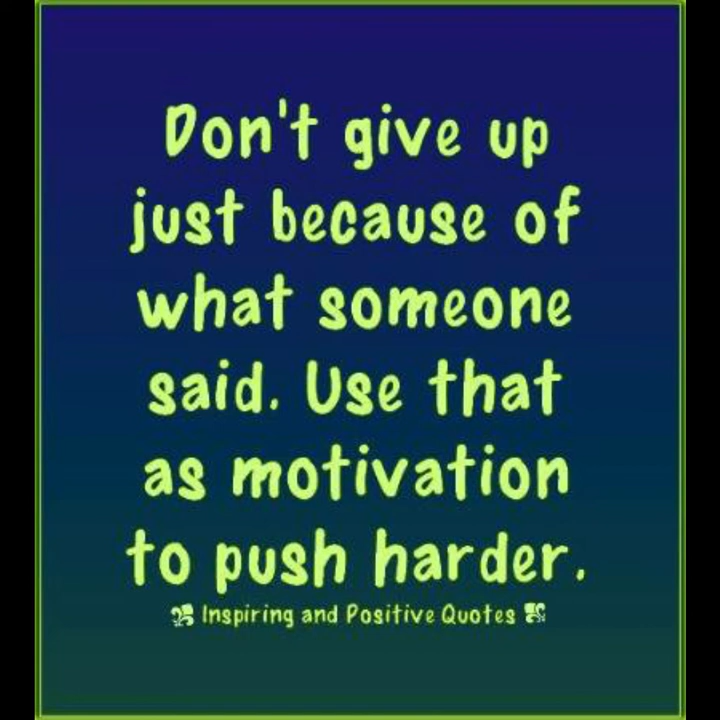 Don't give up
just because of
what someone
said. Use that
as motivation
to push harder.
Inspiring and Positive Quotes